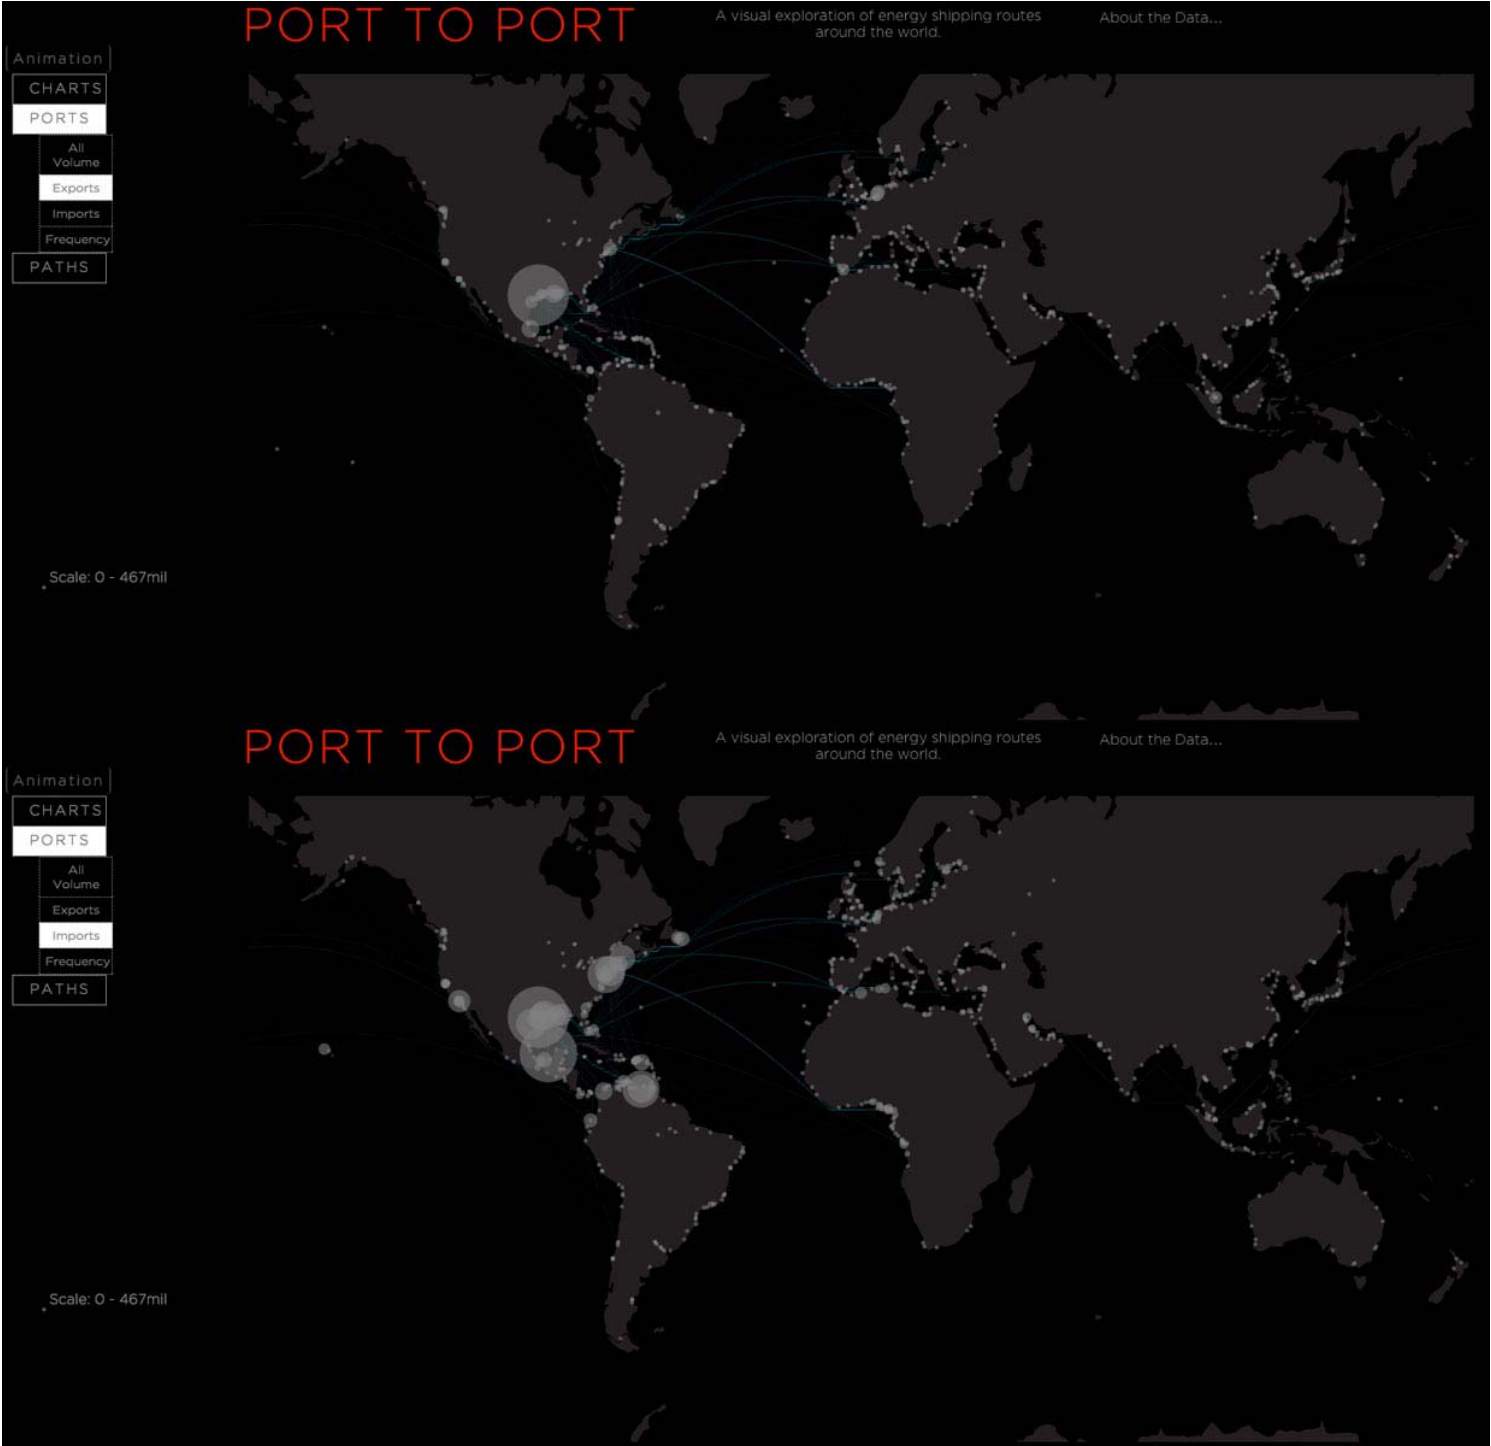 PORT TO PORT
A visual exploration of energy shipping routes
around the world.
About the Data...
Animation
CHARTS
PORTS
All
Volume
Exports
Imports
Frequency
PATHS
Scale: 0 - 467mil
PORT TO PORT
A visual exploration of energy shipping routes
around the world.
About the Data...
Animation
CHARTS
PORTS
All
Volume
Exports
Imports
Frequency
PATHS
Scale: 0 - 467mil